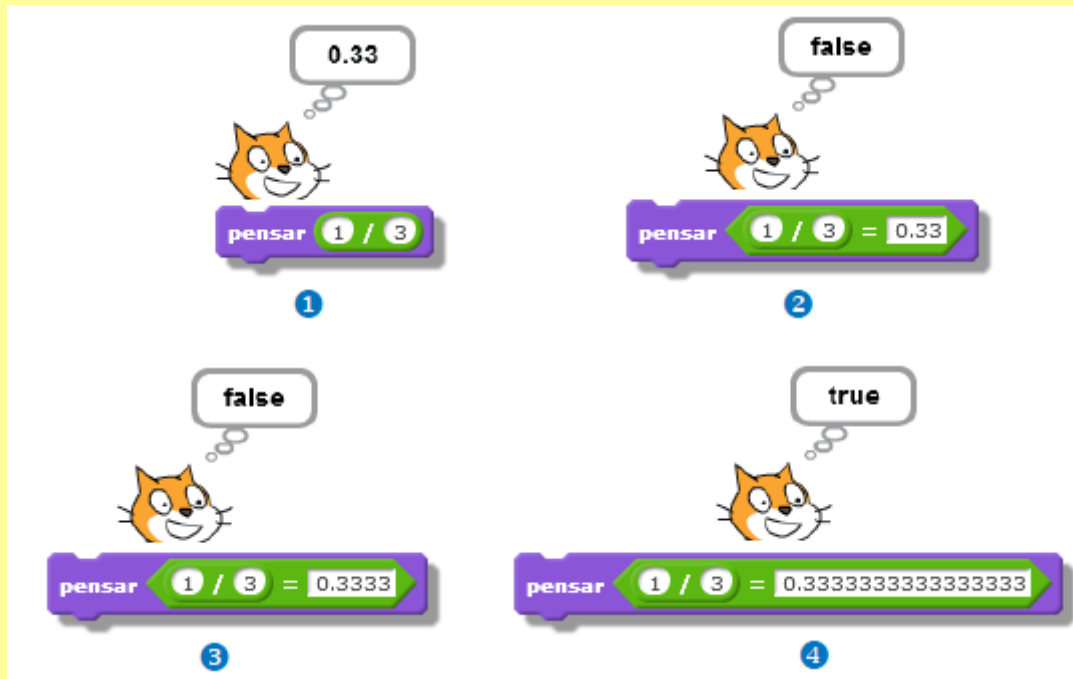 0.33
false
pensar 1 / 3
pensar 1 / 3 = 0.33
1
2
false
true
pensar 1 / 3 = 0.3333
pensar 1 / 3 = 0.3333333333333333
3
4